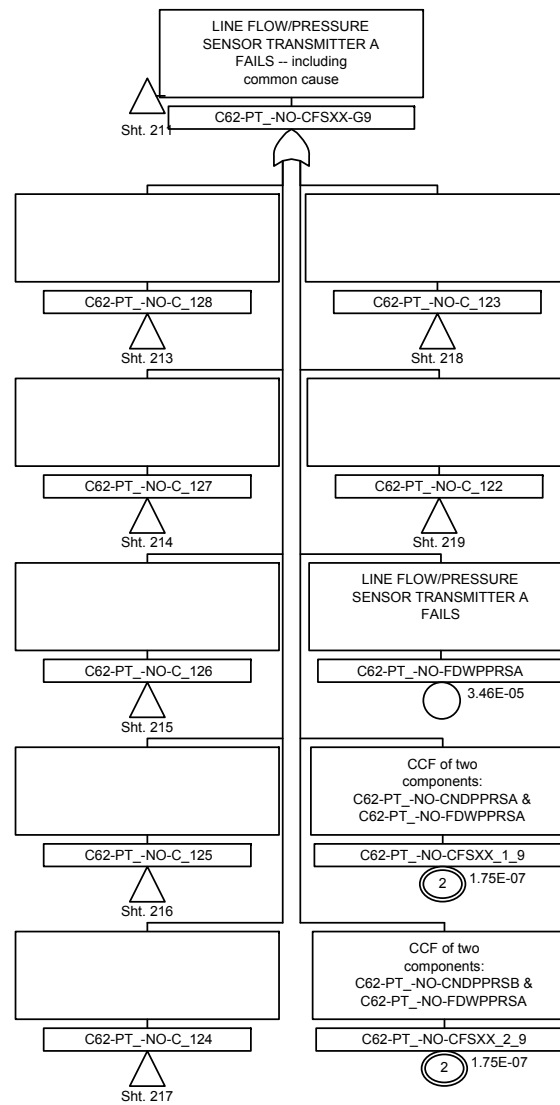 LINE FLOW/PRESSURE
SENSOR TRANSMITTER A
FAILS -- including
common cause
Sht. 211
C62-PT_-NO-CFSXX-G9
C62-PT_-NO-C_128
Sht. 213
C62-PT_-NO-C_123
Sht. 218
C62-PT_-NO-C_127
Sht. 214
C62-PT_-NO-C_122
Sht. 219
C62-PT_-NO-C_126
Sht. 215
LINE FLOW/PRESSURE
SENSOR TRANSMITTER A
FAILS
C62-PT_-NO-FDWPPRSA
3.46E-05
C62-PT_-NO-C_125
Sht. 216
CCF of two
components:
C62-PT_-NO-CNDPPRSA &
C62-PT_-NO-FDWPPRSA
C62-PT_-NO-CFSXX_1_9
2
1.75E-07
C62-PT_-NO-C_124
Sht. 217
CCF of two
components:
C62-PT_-NO-CNDPPRSB &
C62-PT_-NO-FDWPPRSA
C62-PT_-NO-CFSXX_2_9
2
1.75E-07